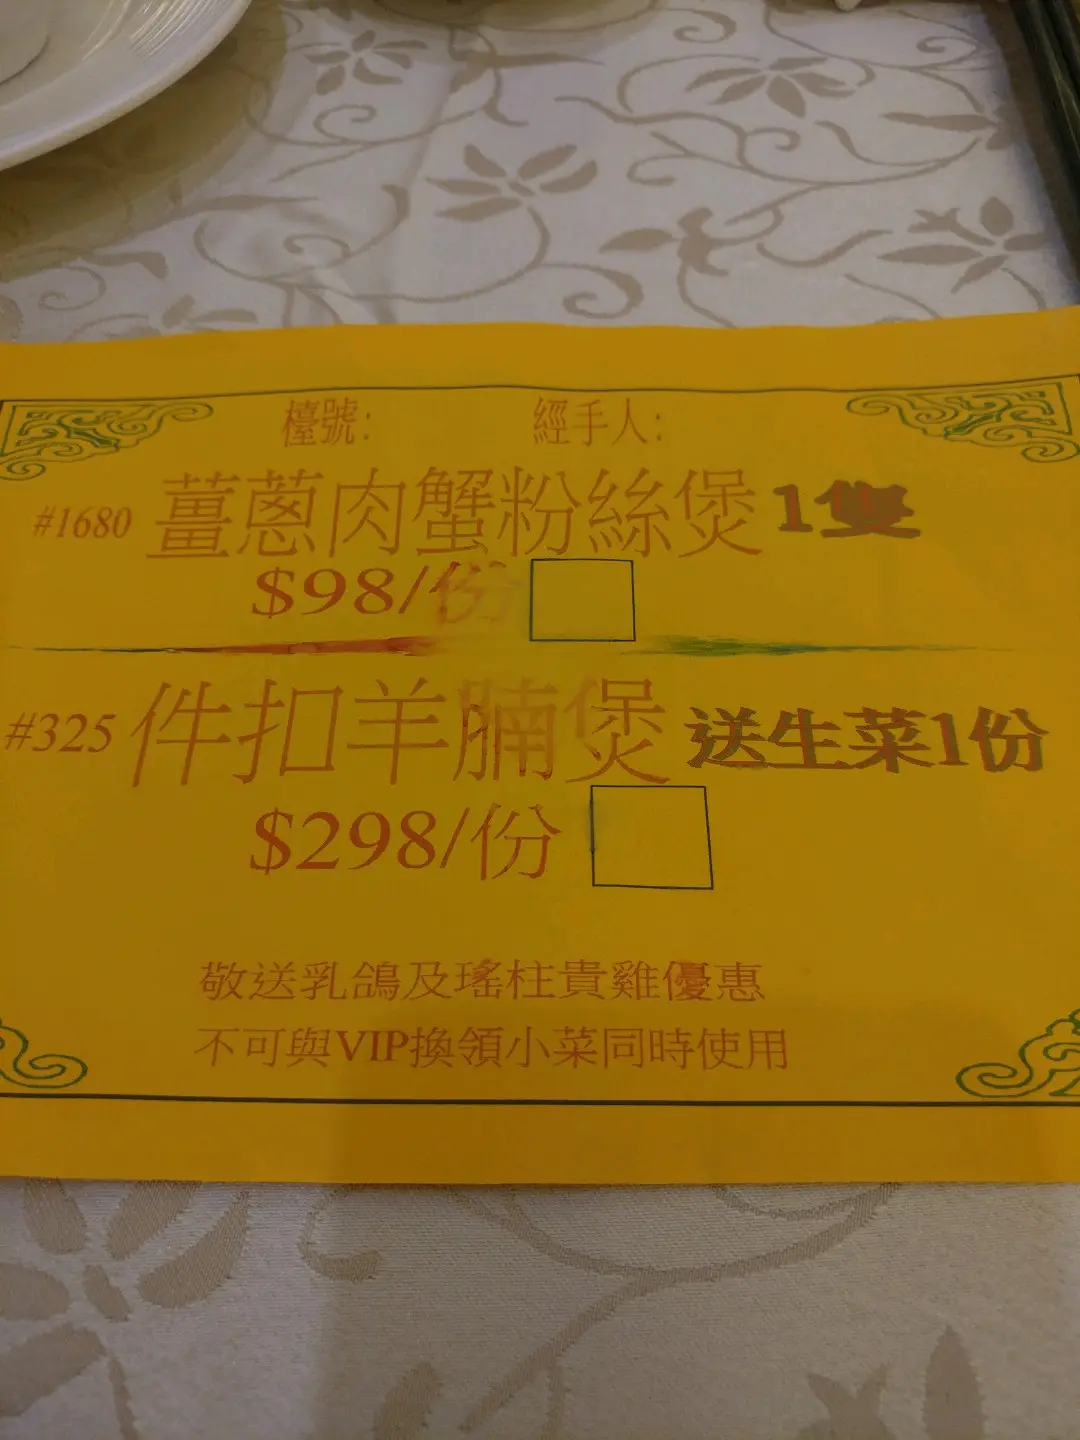 檯號: 經手人:
#1680 薑蔥肉蟹粉絲煲1隻
$98/份
#325 件扣羊腩煲送生菜1份
$298/份
敬送乳鴿及瑤柱貴雞優惠
不可與VIP換領小菜同時使用